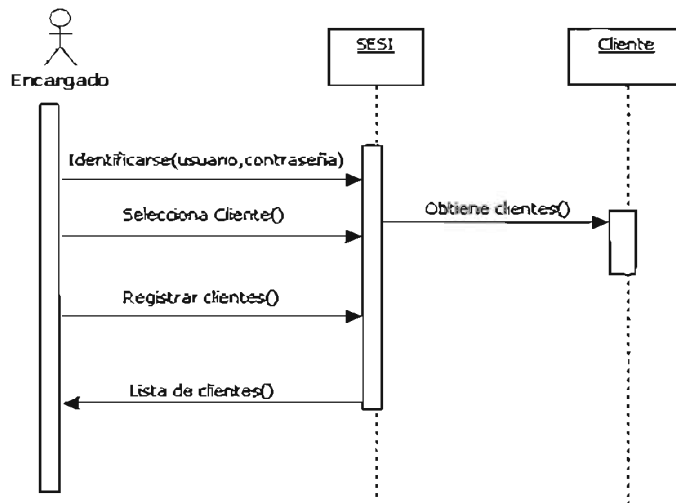 SESI
Cliente
Encargado
Identificarse(usuario,contraseña)
Obtiene clientes()
Selecciona Cliente()
Registrar clientes()
Lista de clientes()